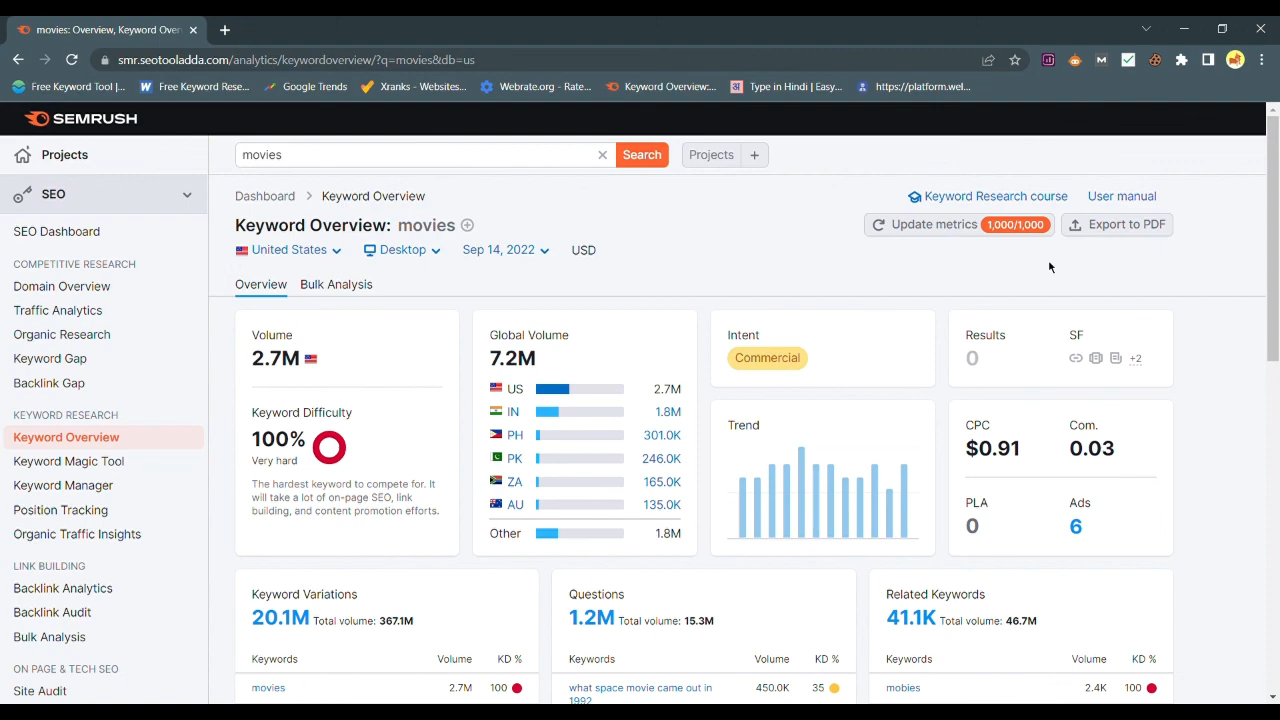 movies: Overview, Keyword Over
smr.seotooladda.com/analytics/keywordoverview/?q=movies&db=us
Free Keyword Tool |... Free Keyword Rese... Google Trends Xranks - Websites... Webrate.org - Rate... Keyword Overview:... Type in Hindi | Easy,... https://platform.wel...
SEMRUSH
Projects
SEO
SEO Dashboard
COMPETITIVE RESEARCH
Domain Overview
Traffic Analytics
Organic Research
Keyword Gap
Backlink Gap
KEYWORD RESEARCH
Keyword Overview
Keyword Magic Tool
Keyword Manager
Position Tracking
Organic Traffic Insights
LINK BUILDING
Backlink Analytics
Backlink Audit
Bulk Analysis
ON PAGE & TECH SEO
Site Audit
movies Search Projects +
Dashboard > Keyword Overview Keyword Research course User manual
Keyword Overview: movies Update metrics 1,000/1,000 Export to PDF
United States Desktop Sep 14, 2022 USD
Overview Bulk Analysis
Volume
2.7M
Keyword Difficulty
100%
Very hard
The hardest keyword to compete for. It
will take a lot of on-page SEO, link
building, and content promotion efforts.
Global Volume
7.2M
US 2.7M
IN 1.8M
PH 301.0K
PK 246.0K
ZA 165.0K
AU 135.0K
Other 1.8M
Intent
Commercial
Trend
Results SF
0 +2
CPC Com.
$0.91 0.03
PLA Ads
0 6
Keyword Variations
20.1M Total volume: 367.1M
Keywords Volume KD %
movies 2.7M 100
Questions
1.2M Total volume: 15.3M
Keywords Volume KD %
what space movie came out in 450.0K 35
1992
Related Keywords
41.1K Total volume: 46.7M
Keywords Volume KD %
mobies 2.4K 100